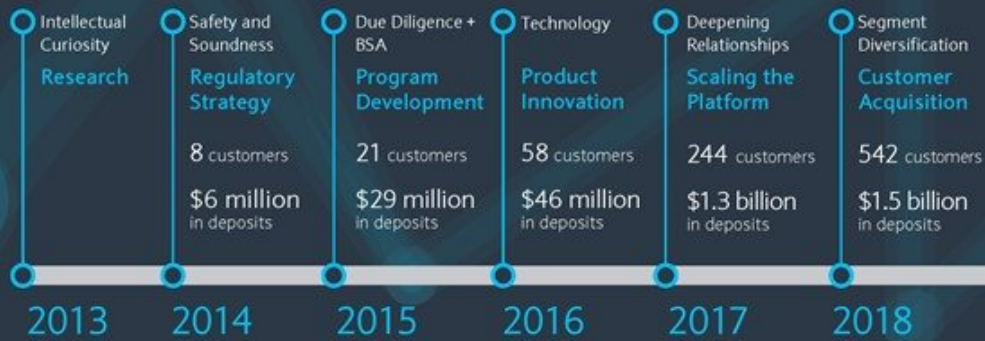 Intellectual
Curiosity
Research
2013
Safety and
Soundness
Regulatory
Strategy
8 customers
$6 million
in deposits
2014
Due Diligence +
BSA
Program
Development
21 customers
$29 million
in deposits
2015
Technology
Product
Innovation
58 customers
$46 million
in deposits
2016
Deepening
Relationships
Scaling the
Platform
244 customers
$1.3 billion
in deposits
2017
Segment
Diversification
Customer
Acquisition
542 customers
$1.5 billion
in deposits
2018